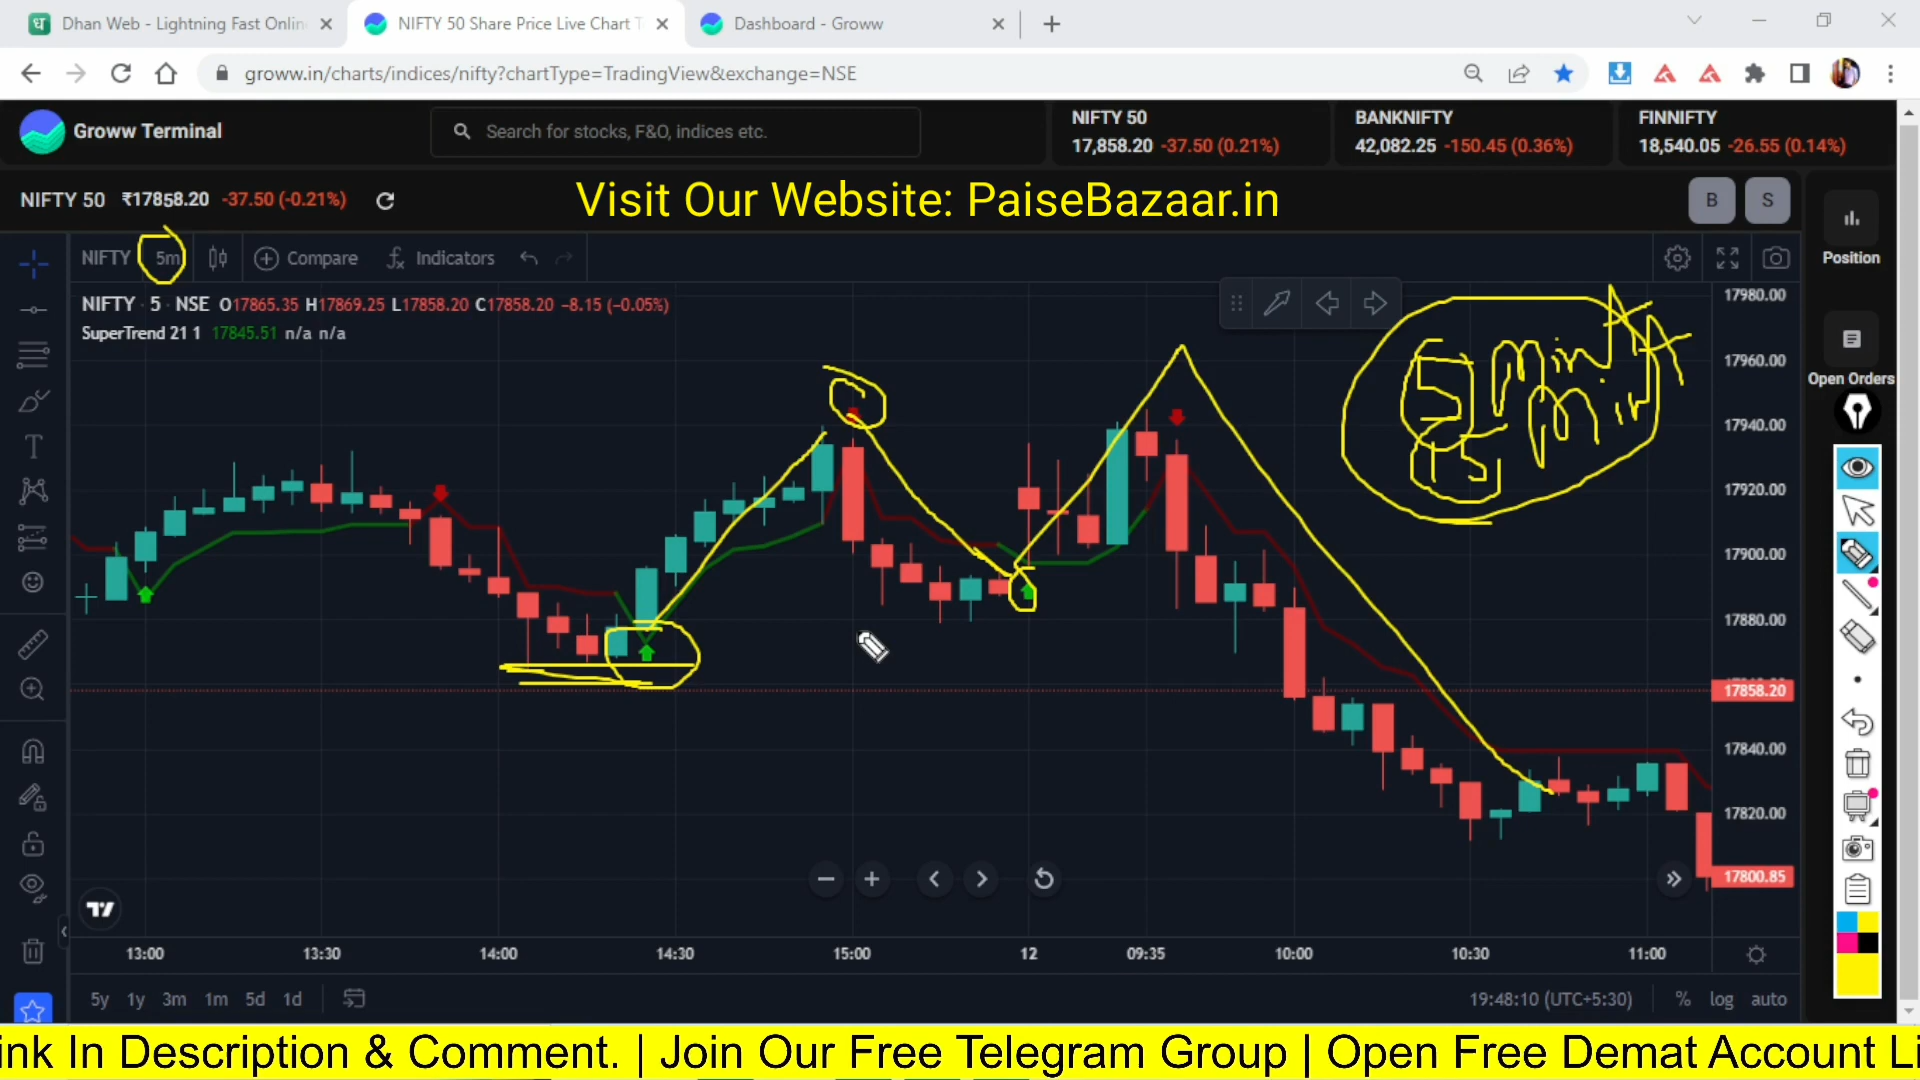 Dhan Web - Lightning Fast Onlin
NIFTY 50 Share Price Live Chart T
Dashboard - Groww
groww.in/charts/indices/nifty?chartType=TradingView&exchange=NSE
Groww Terminal
Search for stocks, F&O, indices etc.
NIFTY 50
17,858.20 -37.50 (0.21%)
BANKNIFTY
42,082.25 -150.45 (0.36%)
FINNIFTY
18,540.05 -26.55 (0.14%)
NIFTY 50 ₹17858.20 -37.50 (-0.21%)
Visit Our Website: PaiseBazaar.in
B
S
Position
NIFTY 5m Compare Indicators
NIFTY · 5 · NSE O17865.35 H17869.25 L17858.20 C17858.20 −8.15 (−0.05%)
SuperTrend 21 1 17845.51 n/a n/a
5 min
15 min
Open Orders
17980.00
17960.00
17940.00
17920.00
17900.00
17880.00
17858.20
17840.00
17820.00
17800.85
13:00 13:30 14:00 14:30 15:00 12 09:35 10:00 10:30 11:00
5y 1y 3m 1m 5d 1d
19:48:10 (UTC+5:30) % log auto
ink In Description & Comment. | Join Our Free Telegram Group | Open Free Demat Account Li